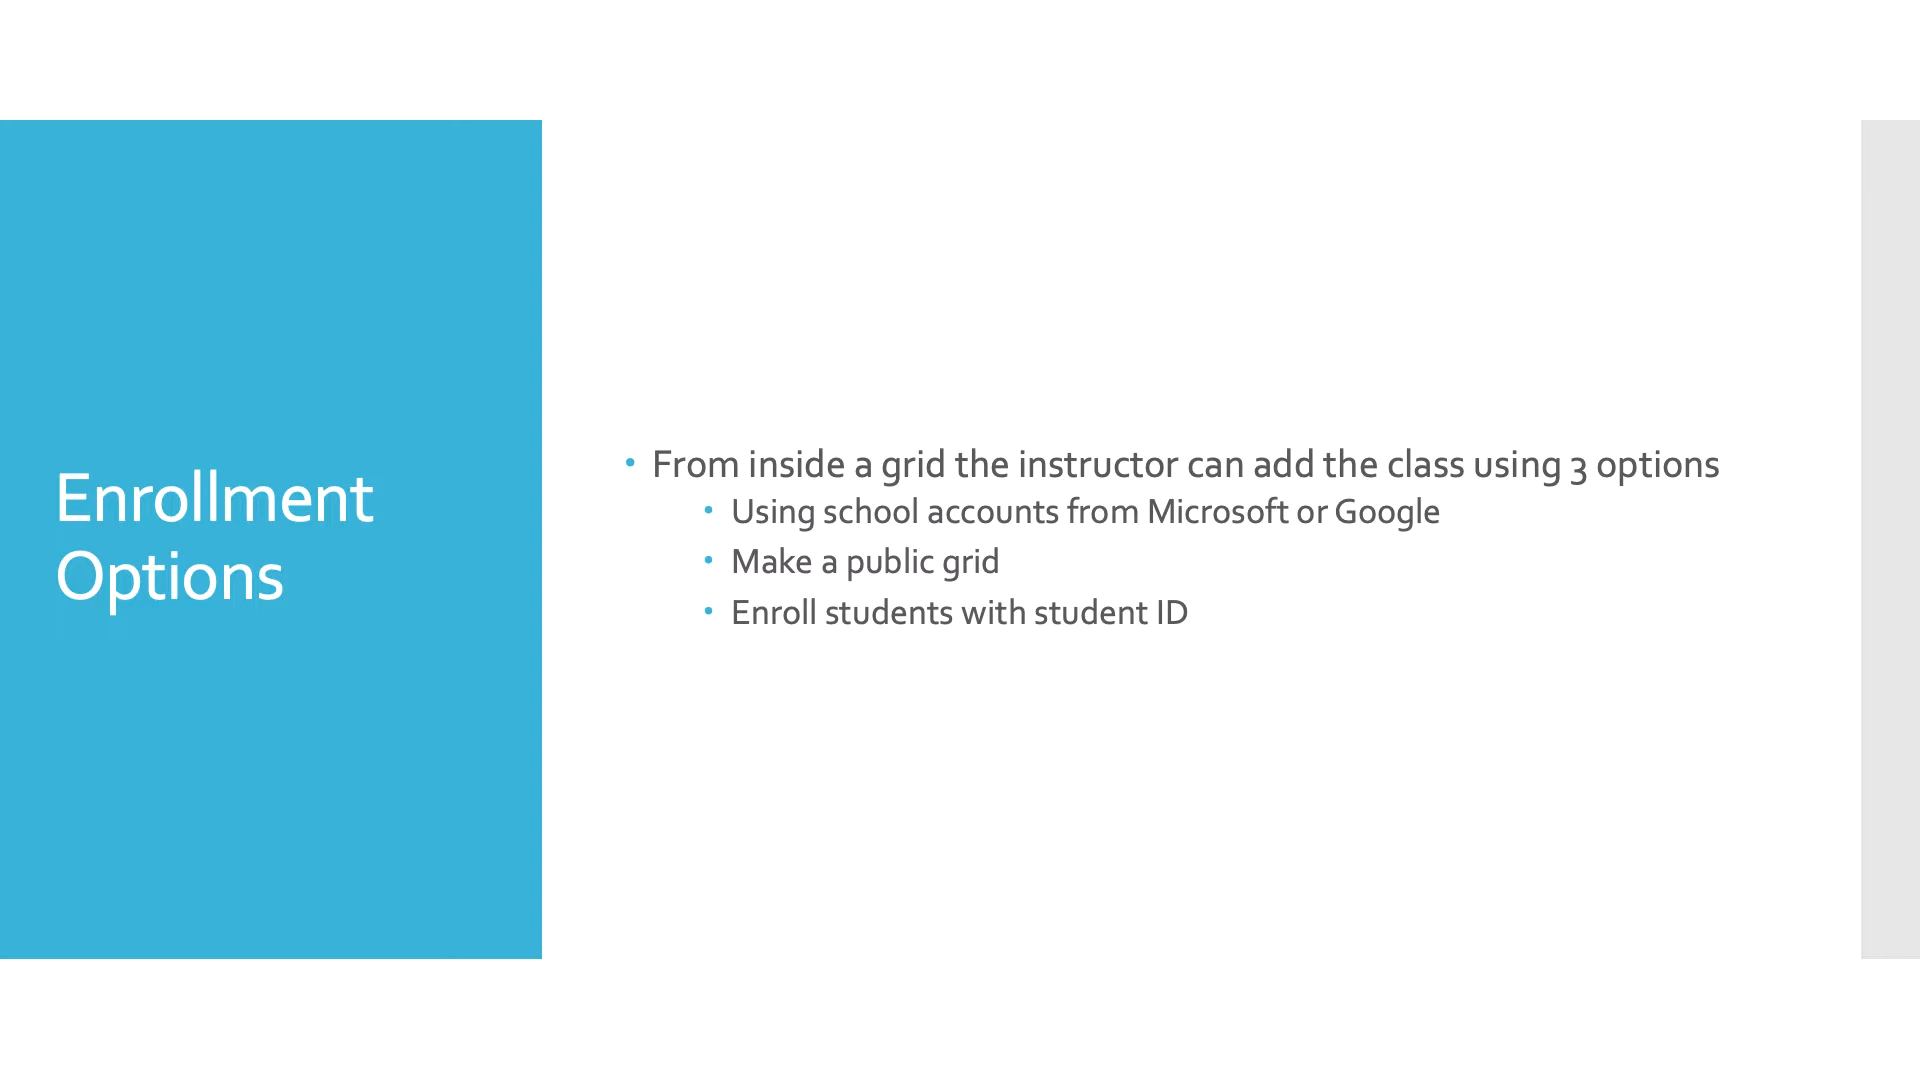 Enrollment
Options
• From inside a grid the instructor can add the class using 3 options
• Using school accounts from Microsoft or Google
• Make a public grid
• Enroll students with student ID